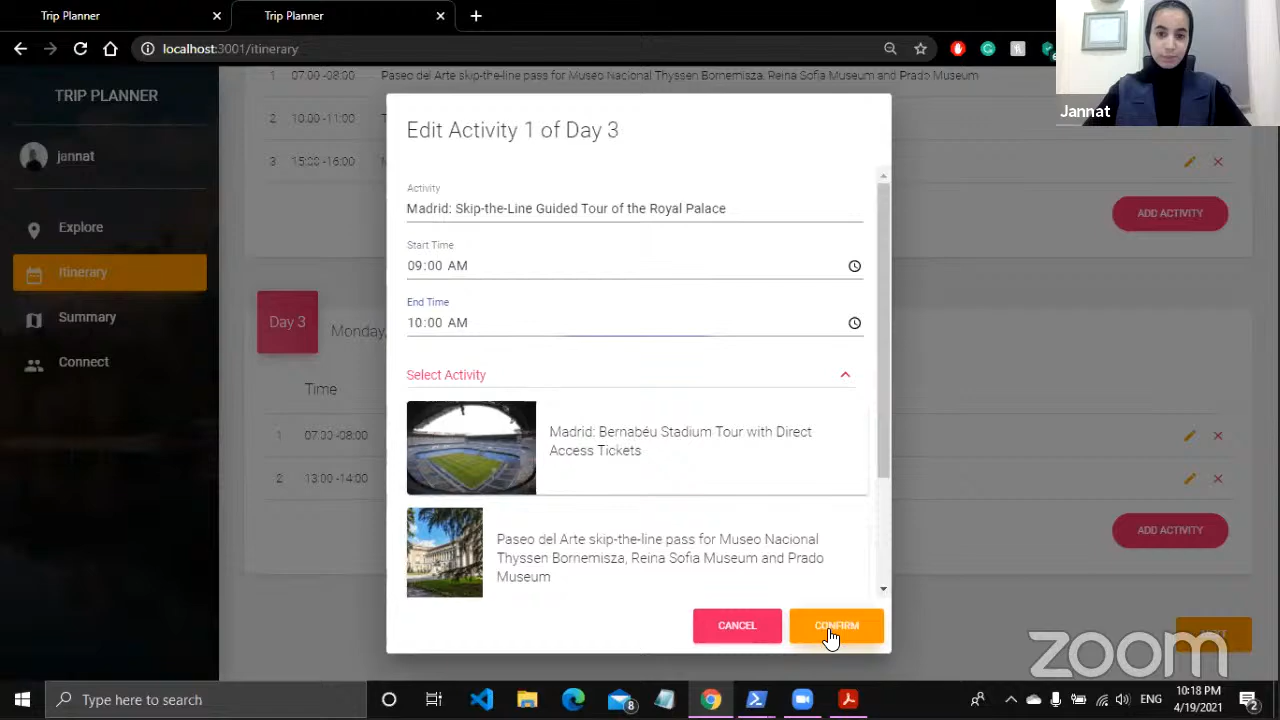 Trip Planner
Trip Planner
localhost:3001/itinerary
Jannat
TRIP PLANNER
jannat
Explore
Itinerary
Summary
Connect
1 07:00 -08:00 Paseo del Arte skip-the-line pass for Museo Nacional Thyssen Bornemisza, Reina Sofia Museum and Prado Museum
2 10:00 -11:00
3 15:00 -16:00
ADD ACTIVITY
Day 3
Monday,
Time
1 07:00 -08:00
2 13:00 -14:00
ADD ACTIVITY
Edit Activity 1 of Day 3
Activity
Madrid: Skip-the-Line Guided Tour of the Royal Palace
Start Time
09:00 AM
End Time
10:00 AM
Select Activity
Madrid: Bernabéu Stadium Tour with Direct
Access Tickets
Paseo del Arte skip-the-line pass for Museo Nacional
Thyssen Bornemisza, Reina Sofia Museum and Prado
Museum
CANCEL
CONFIRM
zoom
Type here to search
8
ENG
10:18 PM
4/19/2021
2